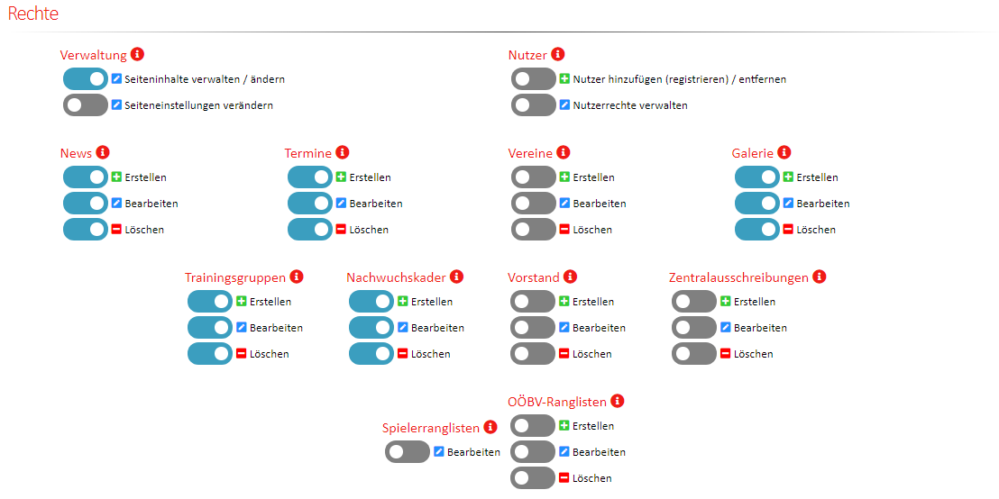 Rechte
Verwaltung
Seiteninhalte verwalten / ändern
Seiteneinstellungen verändern
Nutzer
Nutzer hinzufügen (registrieren) / entfernen
Nutzerrechte verwalten
News
Erstellen
Bearbeiten
Löschen
Termine
Erstellen
Bearbeiten
Löschen
Vereine
Erstellen
Bearbeiten
Löschen
Galerie
Erstellen
Bearbeiten
Löschen
Trainingsgruppen
Erstellen
Bearbeiten
Löschen
Nachwuchskader
Erstellen
Bearbeiten
Löschen
Vorstand
Erstellen
Bearbeiten
Löschen
Zentralausschreibungen
Erstellen
Bearbeiten
Löschen
Spielerranglisten
Bearbeiten
OÖBV-Ranglisten
Erstellen
Bearbeiten
Löschen